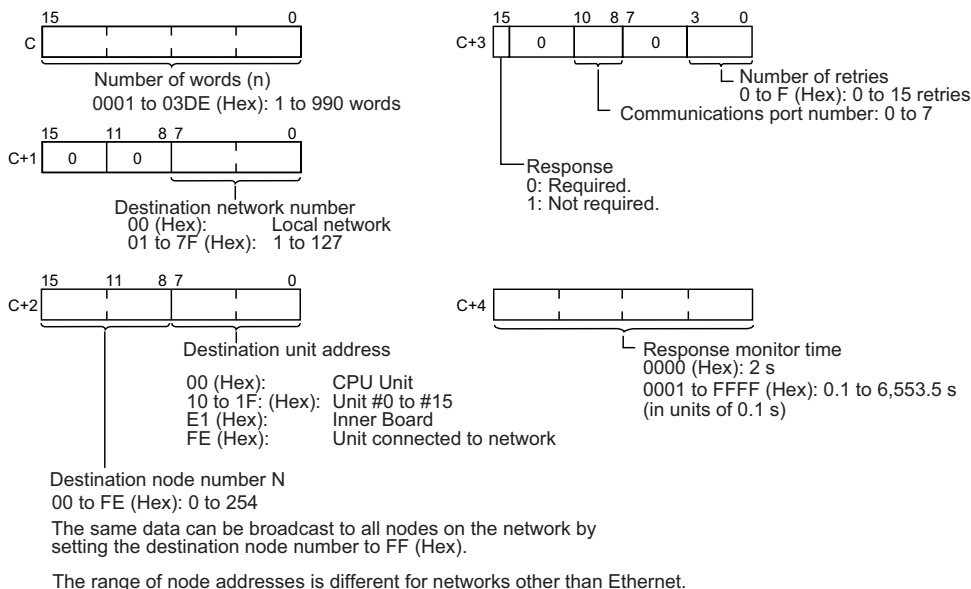 15 0
C
Number of words (n)
0001 to 03DE (Hex): 1 to 990 words
15 11 8 7 0
C+1 0 0
Destination network number
00 (Hex): Local network
01 to 7F (Hex): 1 to 127
15 11 8 7 0
C+2
Destination unit address
00 (Hex): CPU Unit
10 to 1F: (Hex): Unit #0 to #15
E1 (Hex): Inner Board
FE (Hex): Unit connected to network
Destination node number N
00 to FE (Hex): 0 to 254
The same data can be broadcast to all nodes on the network by
setting the destination node number to FF (Hex).
The range of node addresses is different for networks other than Ethernet.
15 10 8 7 3 0
C+3 0 0
Number of retries
0 to F (Hex): 0 to 15 retries
Communications port number: 0 to 7
Response
0: Required.
1: Not required.
C+4
Response monitor time
0000 (Hex): 2 s
0001 to FFFF (Hex): 0.1 to 6,553.5 s
(in units of 0.1 s)